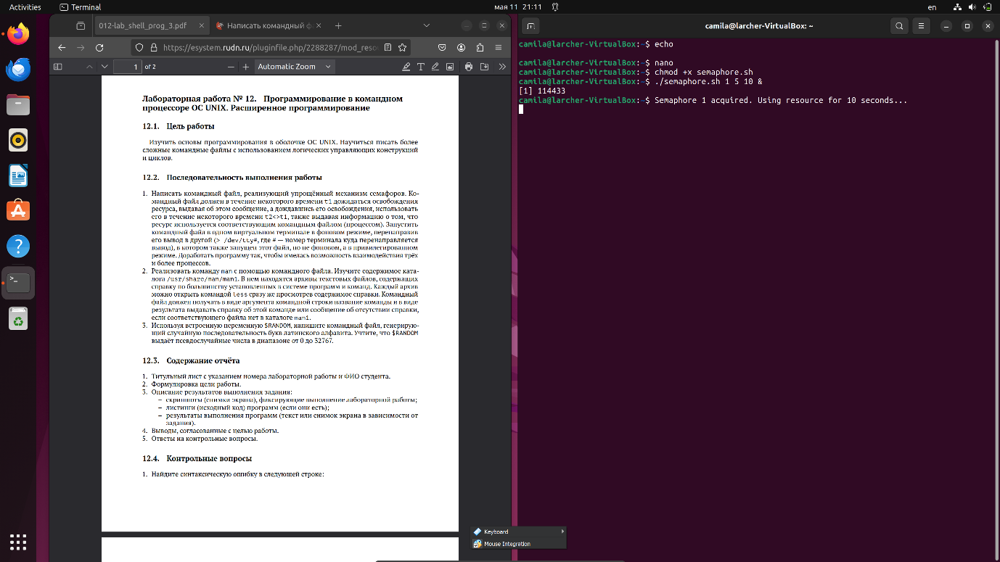 Activities
Terminal
мая 11 21:11
en
012-lab_shell_prog_3.pdf
Написать командный ф
https://esystem.rudn.ru/pluginfile.php/2288287/mod_reso
1 of 2
Automatic Zoom
Лабораторная работа № 12. Программирование в командном
процессоре ОС UNIX. Расширенное программирование
12.1. Цель работы
Изучить основы программирования в оболочке ОС UNIX. Научиться писать более
сложные командные файлы с использованием логических управляющих конструкций
и циклов.
12.2. Последовательность выполнения работы
1. Написать командный файл, реализующий упрощённый механизм семафоров. Ко-
мандный файл должен в течение некоторого времени t1 дожидаться освобождения
ресурса, выдавая об этом сообщение, а дождавшись его освобождения, использовать
его в течение некоторого времени t2<>t1, также выдавая информацию о том, что
ресурс используется соответствующим командным файлом (процессом). Запустить
командный файл в одном виртуальном терминале в фоновом режиме, перенаправив
его вывод в другой (> /dev/tty#, где # — номер терминала куда перенаправляется
вывод), в котором также запущен этот файл, но не фоновом, а в привилегированном
режиме. Доработать программу так, чтобы имелась возможность взаимодействия трёх
и более процессов.
2. Реализовать команду man с помощью командного файла. Изучите содержимое ката-
лога /usr/share/man/man1. В нем находятся архивы текстовых файлов, содержащих
справку по большинству установленных в системе программ и команд. Каждый архив
можно открыть командой less сразу же просмотрев содержимое справки. Командный
файл должен получать в виде аргумента командной строки название команды и в виде
результата выдавать справку об этой команде или сообщение об отсутствии справки,
если соответствующего файла нет в каталоге man1.
3. Используя встроенную переменную $RANDOM, напишите командный файл, генерирую-
щий случайную последовательность букв латинского алфавита. Учтите, что $RANDOM
выдаёт псевдослучайные числа в диапазоне от 0 до 32767.
12.3. Содержание отчёта
1. Титульный лист с указанием номера лабораторной работы и ФИО студента.
2. Формулировка цели работы.
3. Описание результатов выполнения задания:
– скриншоты (снимки экрана), фиксирующие выполнение лабораторной работы;
– листинги (исходный код) программ (если они есть);
– результаты выполнения программ (текст или снимок экрана в зависимости от
задания).
4. Выводы, согласованные с целью работы.
5. Ответы на контрольные вопросы.
12.4. Контрольные вопросы
1. Найдите синтаксическую ошибку в следующей строке:
camila@larcher-VirtualBox: ~
camila@larcher-VirtualBox:~$ echo
camila@larcher-VirtualBox:~$ nano
camila@larcher-VirtualBox:~$ chmod +x semaphore.sh
camila@larcher-VirtualBox:~$ ./semaphore.sh 1 5 10 &
[1] 114433
camila@larcher-VirtualBox:~$ Semaphore 1 acquired. Using resource for 10 seconds...
Keyboard
Mouse Integration